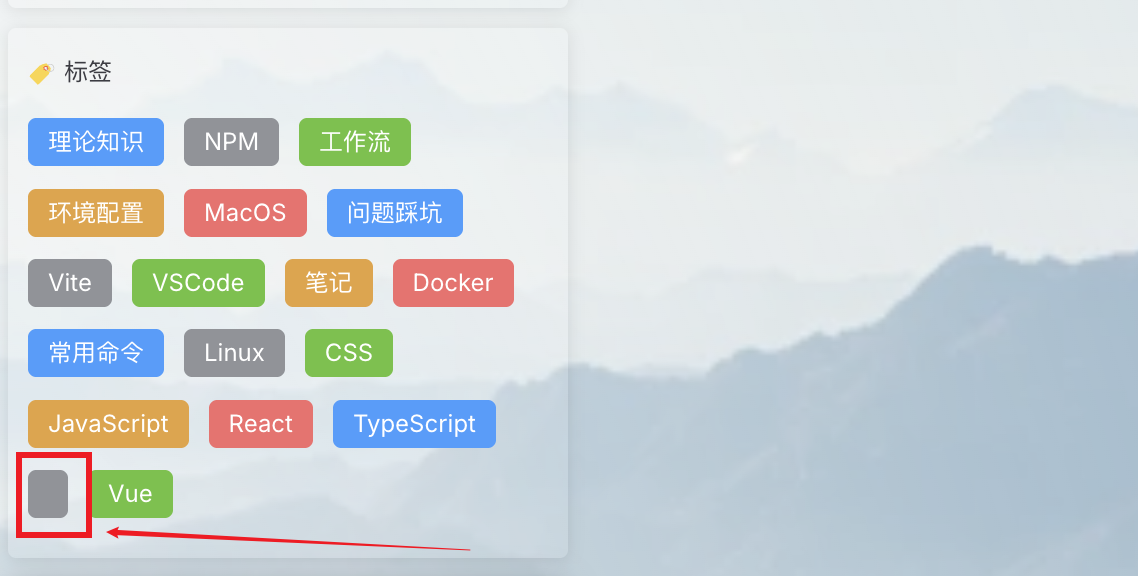 标签
理论知识 NPM 工作流
环境配置 MacOS 问题踩坑
Vite VSCode 笔记 Docker
常用命令 Linux CSS
JavaScript React TypeScript
Vue